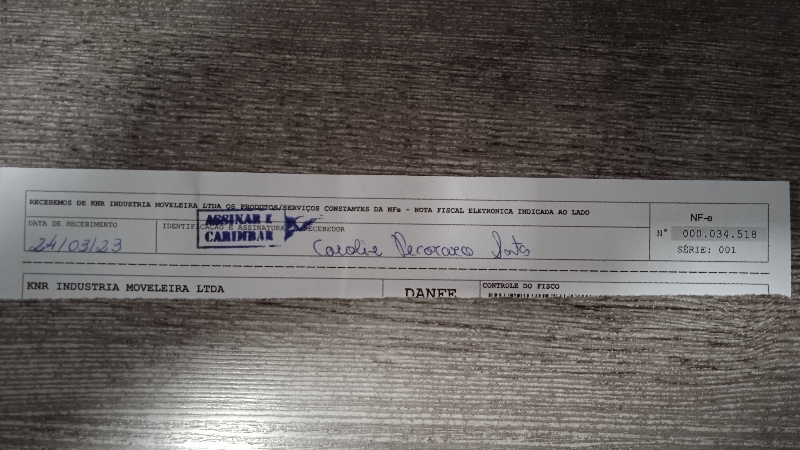 RECEBEMOS DE KNR INDUSTRIA MOVELEIRA LTDA OS PRODUTOS/SERVIÇOS CONSTANTES DA NFe - NOTA FISCAL ELETRONICA INDICADA AO LADO
DATA DE RECEBIMENTO
24/03/23
IDENTIFICAÇÃO E ASSINATURA DO RECEBEDOR
ASSINAR E
CARIMBAR
NF-e
Nº 000.034.518
SÉRIE: 001
KNR INDUSTRIA MOVELEIRA LTDA
DANFE
CONTROLE DO FISCO